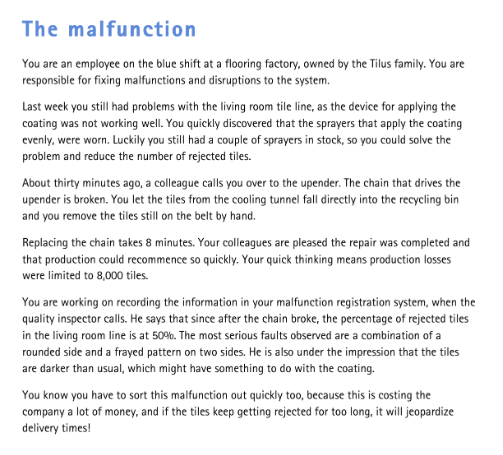 The malfunction
You are an employee on the blue shift at a flooring factory, owned by the Tilus family. You are
responsible for fixing malfunctions and disruptions to the system.
Last week you still had problems with the living room tile line, as the device for applying the
coating was not working well. You quickly discovered that the sprayers that apply the coating
evenly, were worn. Luckily you still had a couple of sprayers in stock, so you could solve the
problem and reduce the number of rejected tiles.
About thirty minutes ago, a colleague calls you over to the upender. The chain that drives the
upender is broken. You let the tiles from the cooling tunnel fall directly into the recycling bin
and you remove the tiles still on the belt by hand.
Replacing the chain takes 8 minutes. Your colleagues are pleased the repair was completed and
that production could recommence so quickly. Your quick thinking means production losses
were limited to 8,000 tiles.
You are working on recording the information in your malfunction registration system, when the
quality inspector calls. He says that since after the chain broke, the percentage of rejected tiles
in the living room line is at 50%. The most serious faults observed are a combination of a
rounded side and a frayed pattern on two sides. He is also under the impression that the tiles
are darker than usual, which might have something to do with the coating.
You know you have to sort this malfunction out quickly too, because this is costing the
company a lot of money, and if the tiles keep getting rejected for too long, it will jeopardize
delivery times!